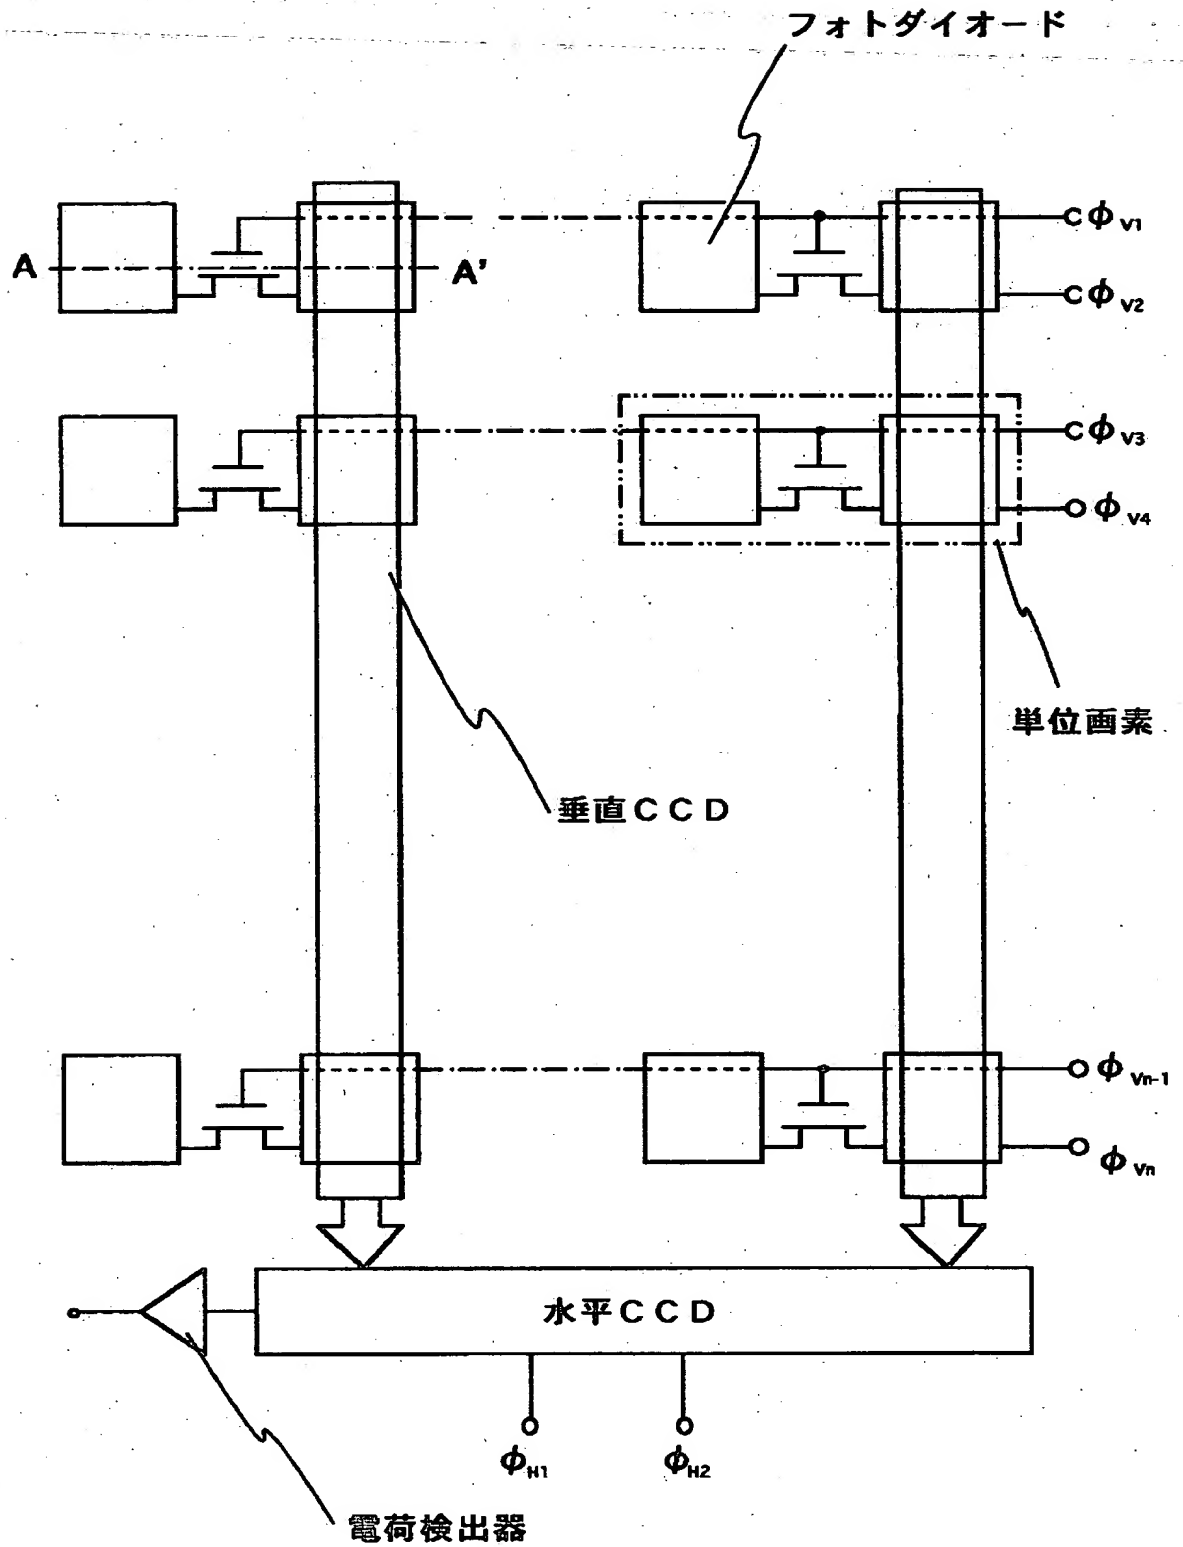 フォトダイオード
A
A'
φV1
φV2
φV3
φV4
単位画素
垂直CCD
φVn-1
φVn
水平CCD
φH1
φH2
電荷検出器